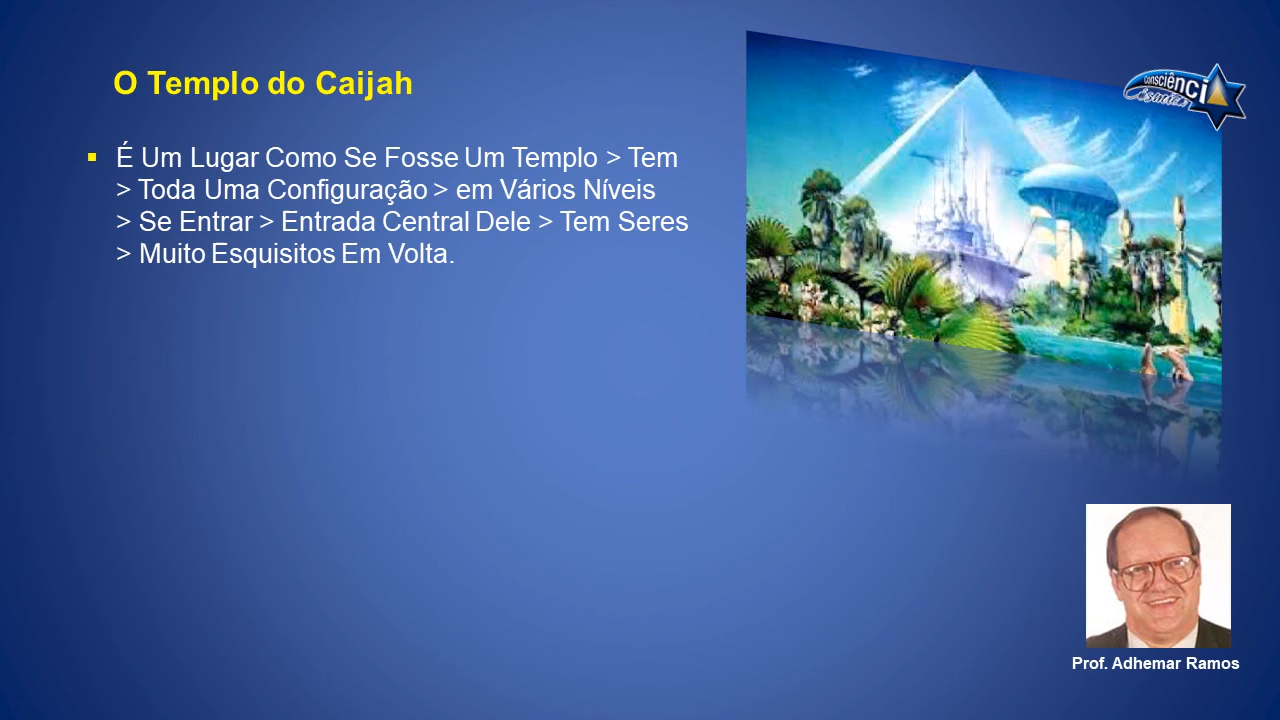 O Templo do Caijah
▪ É Um Lugar Como Se Fosse Um Templo > Tem
> Toda Uma Configuração > em Vários Níveis
> Se Entrar > Entrada Central Dele > Tem Seres
> Muito Esquisitos Em Volta.
Consciênci
Prof. Adhemar Ramos